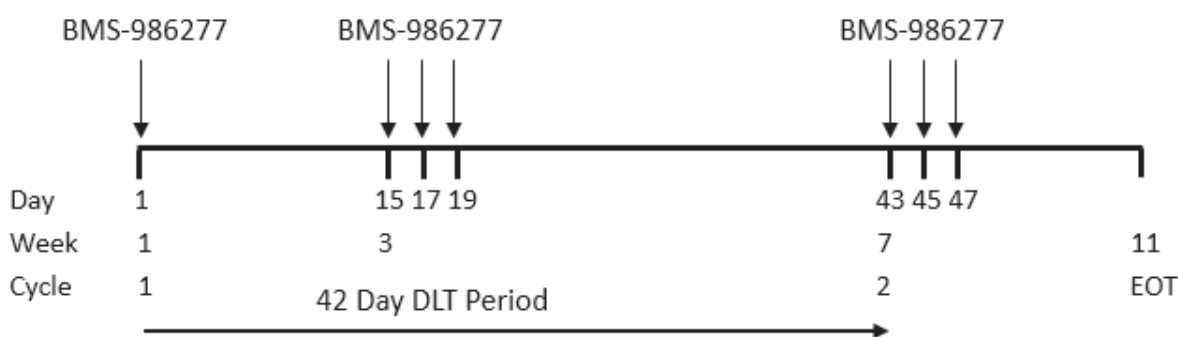 BMS-986277 BMS-986277 BMS-986277
Day 1 15 17 19 43 45 47
Week 1 3 7 11
Cycle 1 2 EOT
42 Day DLT Period